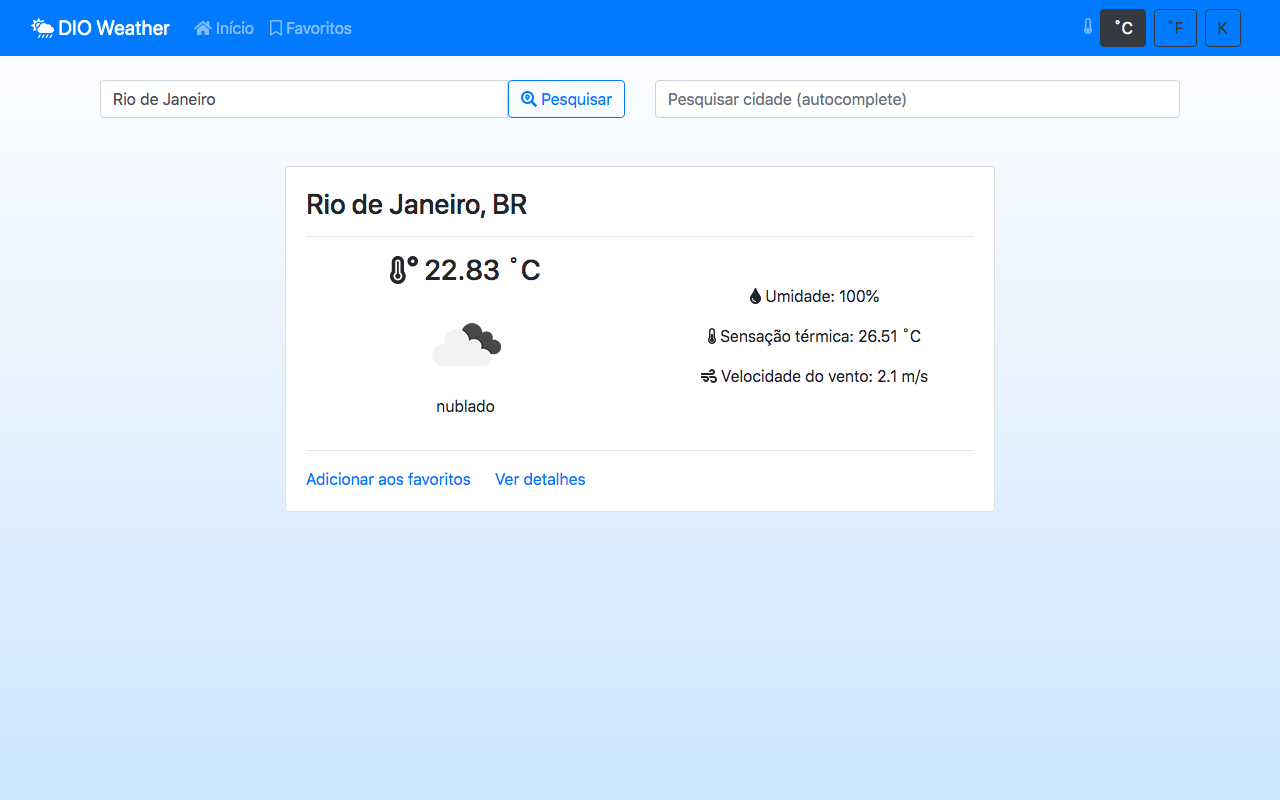 DIO Weather Início Favoritos ˚C ˚F K
Rio de Janeiro Pesquisar Pesquisar cidade (autocomplete)
Rio de Janeiro, BR
22.83 ˚C
Umidade: 100%
Sensação térmica: 26.51 ˚C
Velocidade do vento: 2.1 m/s
nublado
Adicionar aos favoritos Ver detalhes